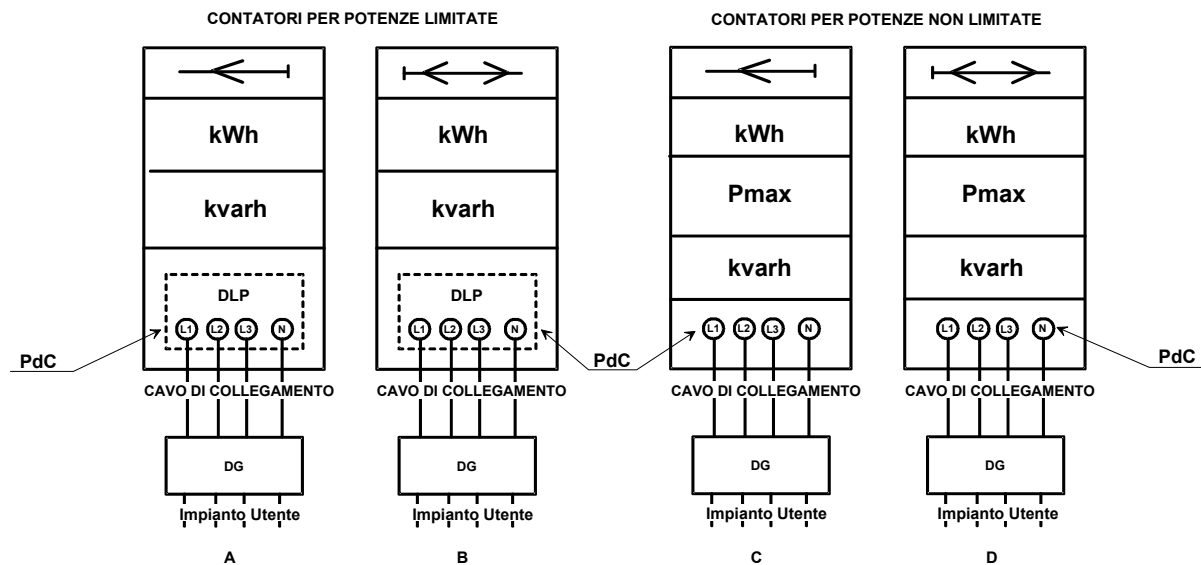 CONTATORI PER POTENZE LIMITATE
CONTATORI PER POTENZE NON LIMITATE
kWh
kvarh
DLP
L1 L2 L3 N
PdC
CAVO DI COLLEGAMENTO
DG
Impianto Utente
A
kWh
kvarh
DLP
L1 L2 L3 N
PdC
CAVO DI COLLEGAMENTO
DG
Impianto Utente
B
kWh
Pmax
kvarh
L1 L2 L3 N
CAVO DI COLLEGAMENTO
DG
Impianto Utente
C
kWh
Pmax
kvarh
L1 L2 L3 N
PdC
CAVO DI COLLEGAMENTO
DG
Impianto Utente
D